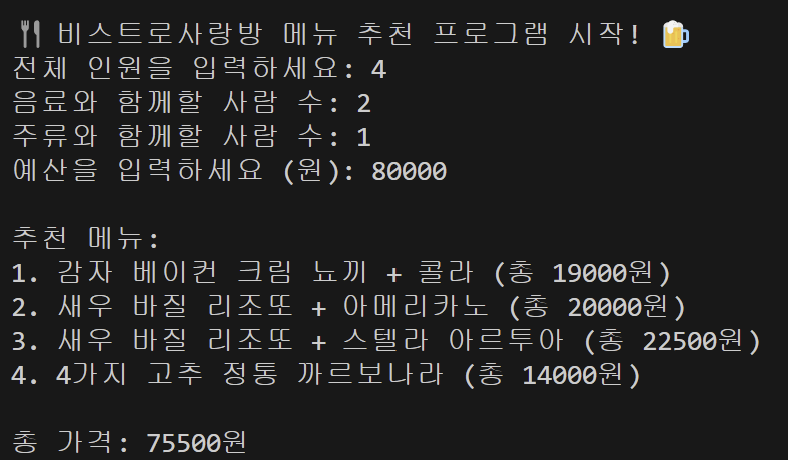 🍴 비스트로사랑방 메뉴 추천 프로그램 시작! 🍺
전체 인원을 입력하세요: 4
음료와 함께할 사람 수: 2
주류와 함께할 사람 수: 1
예산을 입력하세요 (원): 80000
추천 메뉴:
1. 감자 베이컨 크림 뇨끼 + 콜라 (총 19000원)
2. 새우 바질 리조또 + 아메리카노 (총 20000원)
3. 새우 바질 리조또 + 스텔라 아르투아 (총 22500원)
4. 4가지 고추 정통 까르보나라 (총 14000원)
총 가격: 75500원